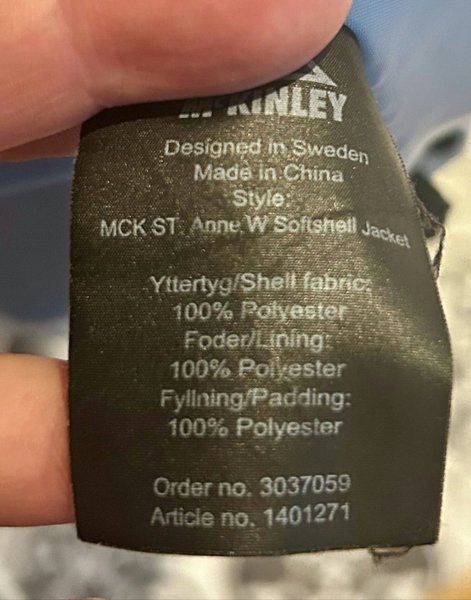 McKINLEY
Designed in Sweden
Made in China
Style:
MCK ST. Anne W Softshell Jacket
Yttertyg/Shell fabric:
100% Polyester
Foder/Lining:
100% Polyester
Fyllning/Padding:
100% Polyester
Order no. 3037059
Article no. 1401271